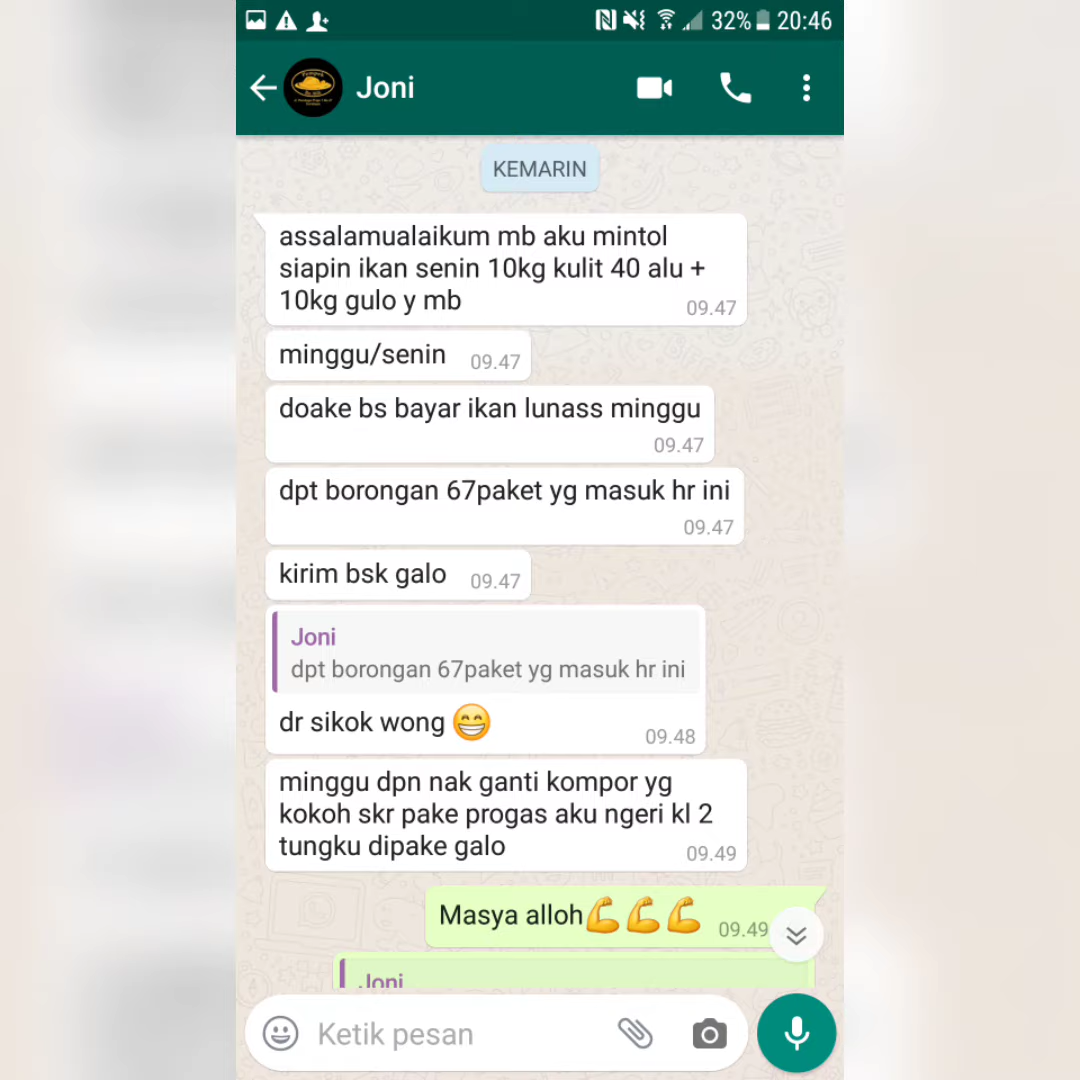 32% 20:46
Joni
KEMARIN
assalamualaikum mb aku mintol
siapin ikan senin 10kg kulit 40 alu +
10kg gulo y mb
09.47
minggu/senin 09.47
doake bs bayar ikan lunass minggu
09.47
dpt borongan 67paket yg masuk hr ini
09.47
kirim bsk galo 09.47
Joni
dpt borongan 67paket yg masuk hr ini
dr sikok wong 😁
09.48
minggu dpn nak ganti kompor yg
kokoh skr pake progas aku ngeri kl 2
tungku dipake galo
09.49
Masya alloh💪💪💪 09.49
Joni
Ketik pesan